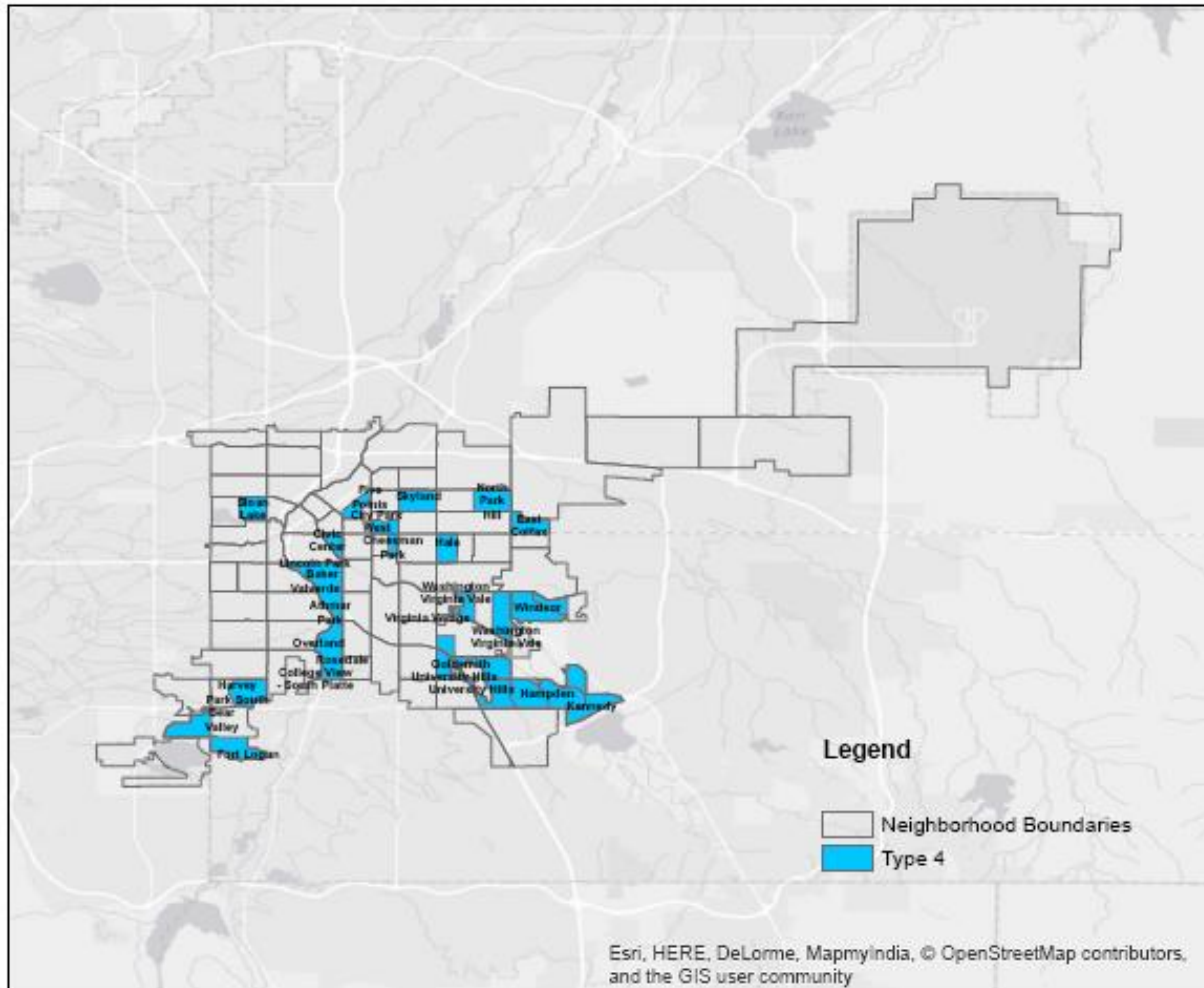 Barr
Lake
Sloan
Lake
Five
Points
City Park
West
Skyland
North
Park
Hill
East
Colfax
Civic
Center
Cheesman
Park
Hale
Lincoln Park
Baker
Valverde
Athmar
Park
Overland
Rosedale
College View
- South Platte
Washington
Virginia Vale
Virginia Village
Windsor
Washington
Virginia Vale
Goldsmith
University Hills
University Hills
Hampden
Kennedy
Harvey
Park South
Bear
Valley
Fort Logan
Legend
Neighborhood Boundaries
Type 4
Esri, HERE, DeLorme, MapmyIndia, © OpenStreetMap contributors,
and the GIS user community